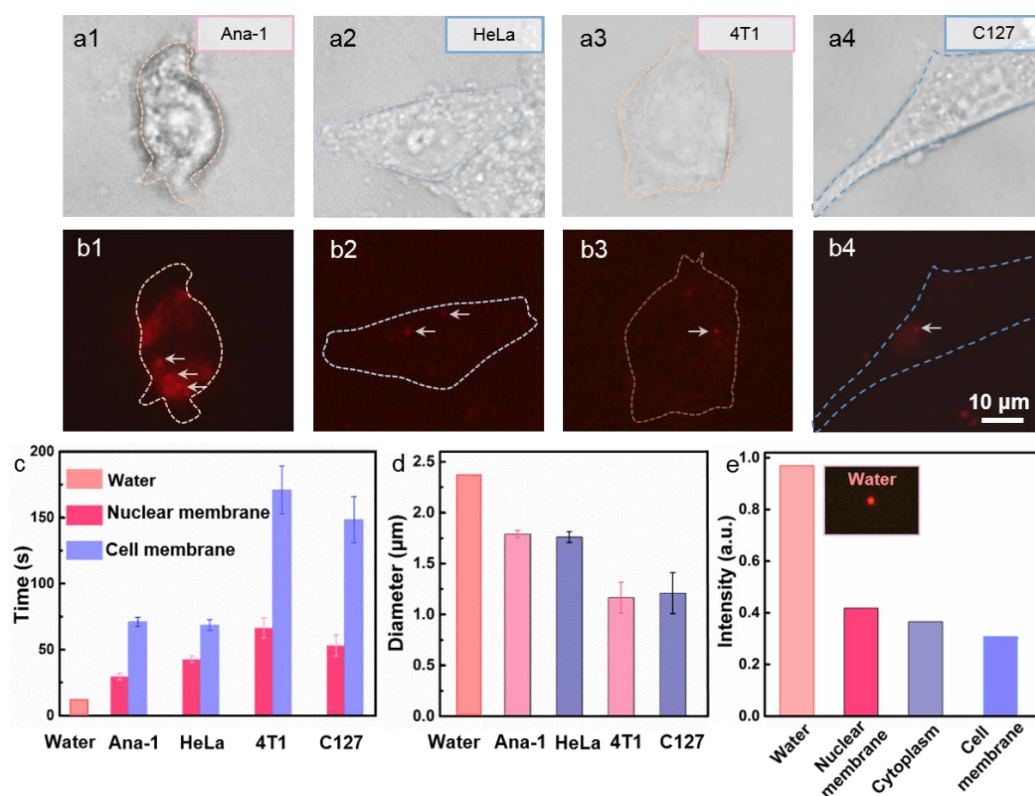 a1
Ana-1
a2
HeLa
a3
4T1
a4
C127
b1
b2
b3
b4
10 μm
c
200
150
100
50
0
Time (s)
Water
Nuclear membrane
Cell membrane
Water
Ana-1
HeLa
4T1
C127
d
2.5
2.0
1.5
1.0
0.5
0.0
Diameter (μm)
Water
Ana-1
HeLa
4T1
C127
e
1.0
0.8
0.6
0.4
0.2
0.0
Intensity (a.u.)
Water
Water
Nuclear
membrane
Cytoplasm
Cell
membrane